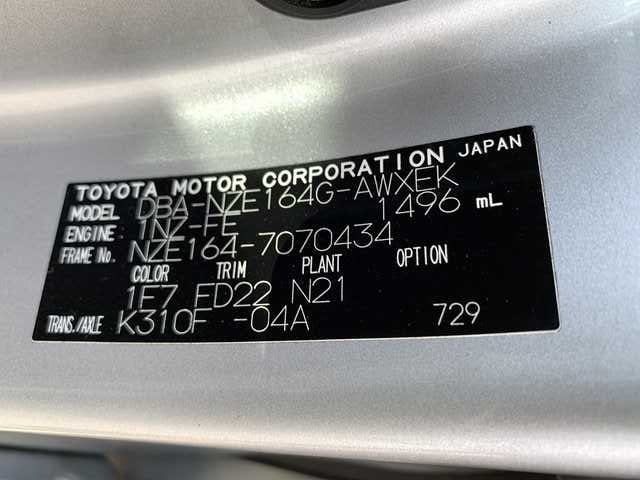 TOYOTA MOTOR CORPORATION JAPAN
MODEL DBA-NZE164G-AWXEK
ENGINE 1NZ-FE 1496 mL
FRAME No. NZE164-7070434
COLOR TRIM PLANT OPTION
1E7 FD22 N21
TRANS./AXLE K310F -04A 729